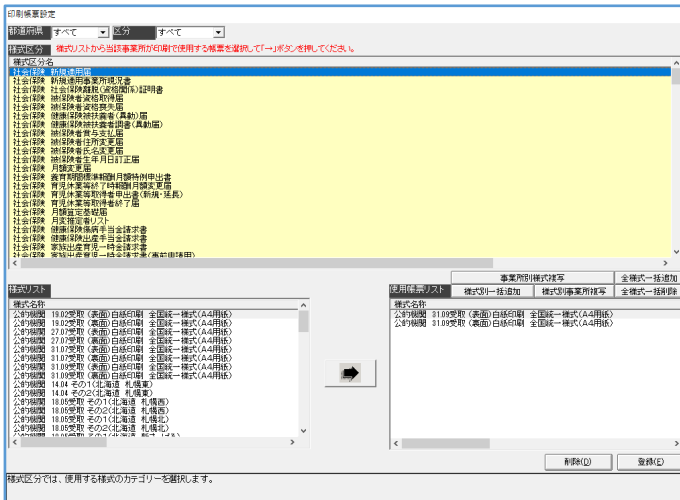 印刷帳票設定
都道府県 すべて 区分 すべて
様式区分 様式リストから当該事業所が印刷で使用する帳票を選択して「→」ボタンを押してください。
様式区分名
社会保険 新規適用届
社会保険 新規適用事業所現況書
社会保険 社会保険離脱(資格関係)証明書
社会保険 被保険者資格取得届
社会保険 被保険者資格喪失届
社会保険 健康保険被扶養者(異動)届
社会保険 健康保険被扶養者調書(異動届)
社会保険 被保険者賞与支払届
社会保険 被保険者住所変更届
社会保険 被保険者氏名変更届
社会保険 被保険者生年月日訂正届
社会保険 月額変更届
社会保険 養育期間標準報酬月額特例申出書
社会保険 育児休業等終了時報酬月額変更届
社会保険 育児休業等取得者申出書(新規・延長)
社会保険 育児休業等取得者終了届
社会保険 月額算定基礎届
社会保険 月変推定者リスト
社会保険 健康保険傷病手当金請求書
社会保険 健康保険出産手当金請求書
社会保険 家族出産育児一時金請求書
社会保険 家族出産育児一時金請求書(事前申請用)
事業所別様式複写 全様式一括追加
様式リスト 使用帳票リスト 様式別一括追加 様式別事業所複写 全様式一括削除
様式名称
公的機関 19.02受取 (表面)白紙印刷 全国統一様式(A4用紙)
公的機関 19.02受取 (裏面)白紙印刷 全国統一様式(A4用紙)
公的機関 27.07受取 (表面)白紙印刷 全国統一様式(A4用紙)
公的機関 27.07受取 (裏面)白紙印刷 全国統一様式(A4用紙)
公的機関 31.07受取 (表面)白紙印刷 全国統一様式(A4用紙)
公的機関 31.07受取 (裏面)白紙印刷 全国統一様式(A4用紙)
公的機関 31.09受取 (表面)白紙印刷 全国統一様式(A4用紙)
公的機関 31.09受取 (裏面)白紙印刷 全国統一様式(A4用紙)
公的機関 14.04 その1(北海道 札幌東)
公的機関 14.04 その2(北海道 札幌東)
公的機関 18.05受取 その1(北海道 札幌西)
公的機関 18.05受取 その2(北海道 札幌西)
公的機関 18.05受取 その1(北海道 札幌北)
公的機関 18.05受取 その2(北海道 札幌北)
様式名称
公的機関 31.09受取 (表面)白紙印刷 全国統一様式(A4用紙)
公的機関 31.09受取 (裏面)白紙印刷 全国統一様式(A4用紙)
削除(D) 登録(E)
様式区分では、使用する様式のカテゴリーを選択します。